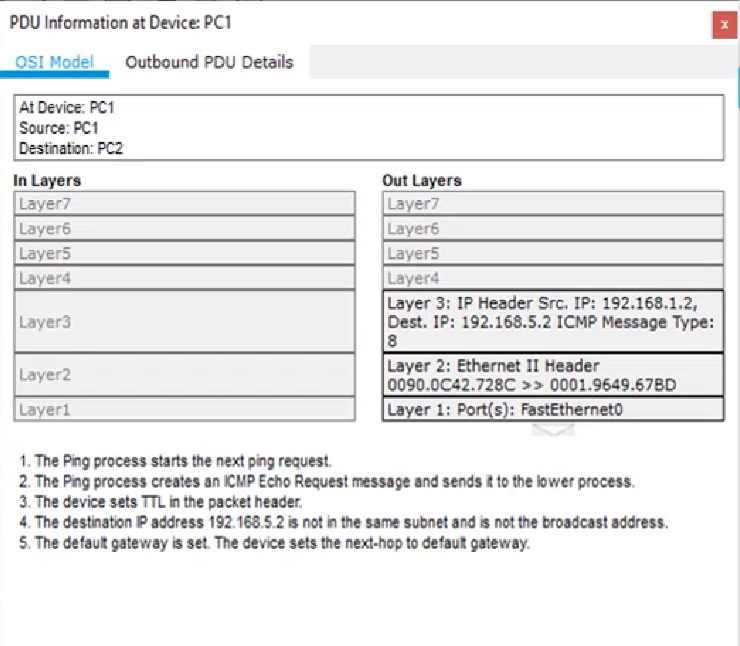 PDU Information at Device: PC1
x
OSI Model
Outbound PDU Details
At Device: PC1
Source: PC1
Destination: PC2
In Layers
Layer7
Layer6
Layer5
Layer4
Layer3
Layer2
Layer1
Out Layers
Layer7
Layer6
Layer5
Layer4
Layer 3: IP Header Src. IP: 192.168.1.2,
Dest. IP: 192.168.5.2 ICMP Message Type:
8
Layer 2: Ethernet II Header
0090.0C42.728C >> 0001.9649.67BD
Layer 1: Port(s): FastEthernet0
1. The Ping process starts the next ping request.
2. The Ping process creates an ICMP Echo Request message and sends it to the lower process.
3. The device sets TTL in the packet header.
4. The destination IP address 192.168.5.2 is not in the same subnet and is not the broadcast address.
5. The default gateway is set. The device sets the next-hop to default gateway.